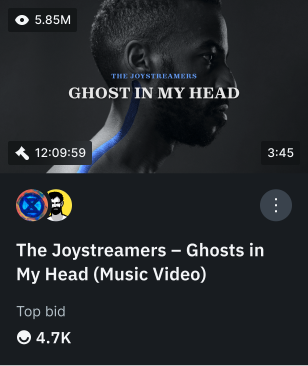 5.85M
THE JOYSTREAMERS
GHOST IN MY HEAD
12:09:59
3:45
The Joystreamers – Ghosts in
My Head (Music Video)
Top bid
4.7K